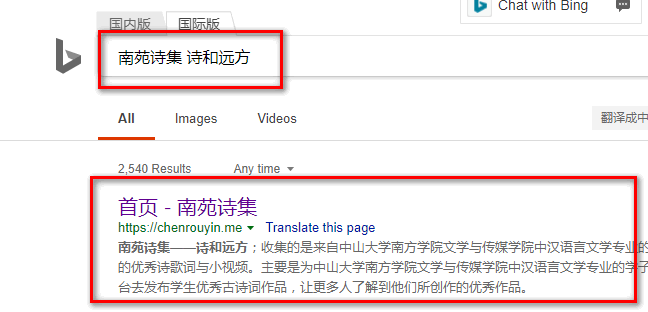 Chat with Bing
国内版 国际版
南苑诗集 诗和远方
All Images Videos
翻译成中
2,540 Results Any time
首页 - 南苑诗集
https://chenrouyin.me Translate this page
南苑诗集——诗和远方；收集的是来自中山大学南方学院文学与传媒学院中汉语言文学专业的
的优秀诗歌词与小视频。主要是为中山大学南方学院文学与传媒学院中汉语言文学专业的学子
台去发布学生优秀古诗词作品，让更多人了解到他们所创作的优秀作品。